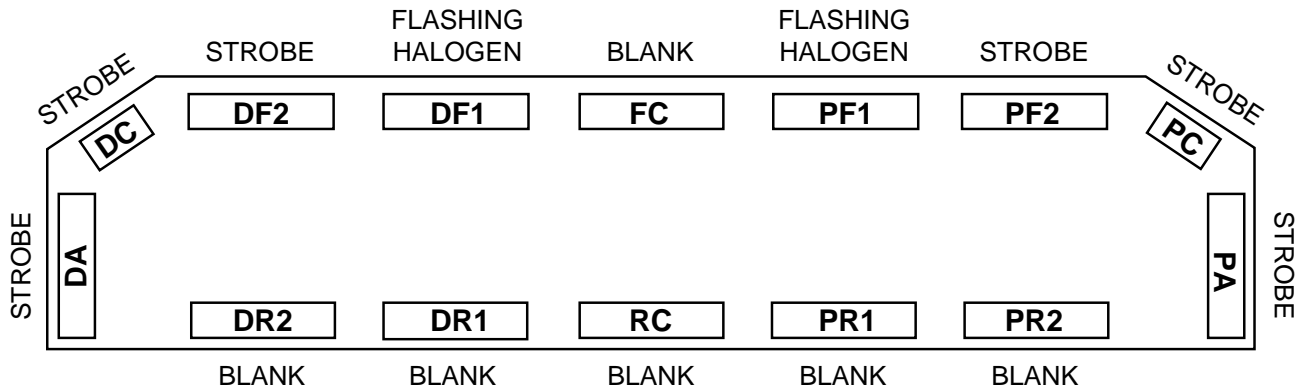 FLASHING
HALOGEN
FLASHING
HALOGEN
STROBE
BLANK
STROBE
STROBE
STROBE
DF2
DF1
FC
PF1
PF2
DC
PC
STROBE
DA
PA
STROBE
DR2
DR1
RC
PR1
PR2
BLANK
BLANK
BLANK
BLANK
BLANK